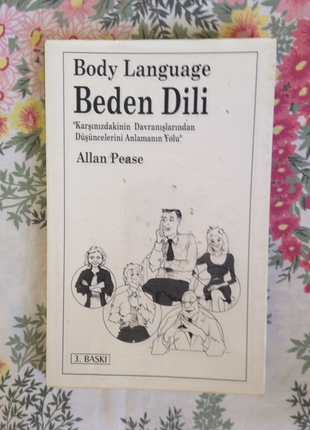 Body Language
Beden Dili
"Karşınızdakinin Davranışlarından
Düşüncelerini Anlamanın Yolu"
Allan Pease
3. BASKI